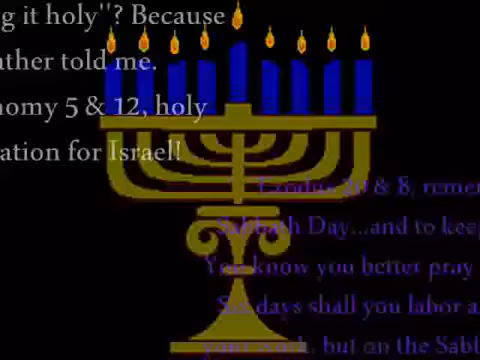 g it holy"? Because
ather told me.
nomy 5 & 12, holy
ation for Israel!
Exodus 20 & 8, reme
Sabbath Day...and to keep
You know you better pray
Six days shall you labor a
your work, but on the Sabb